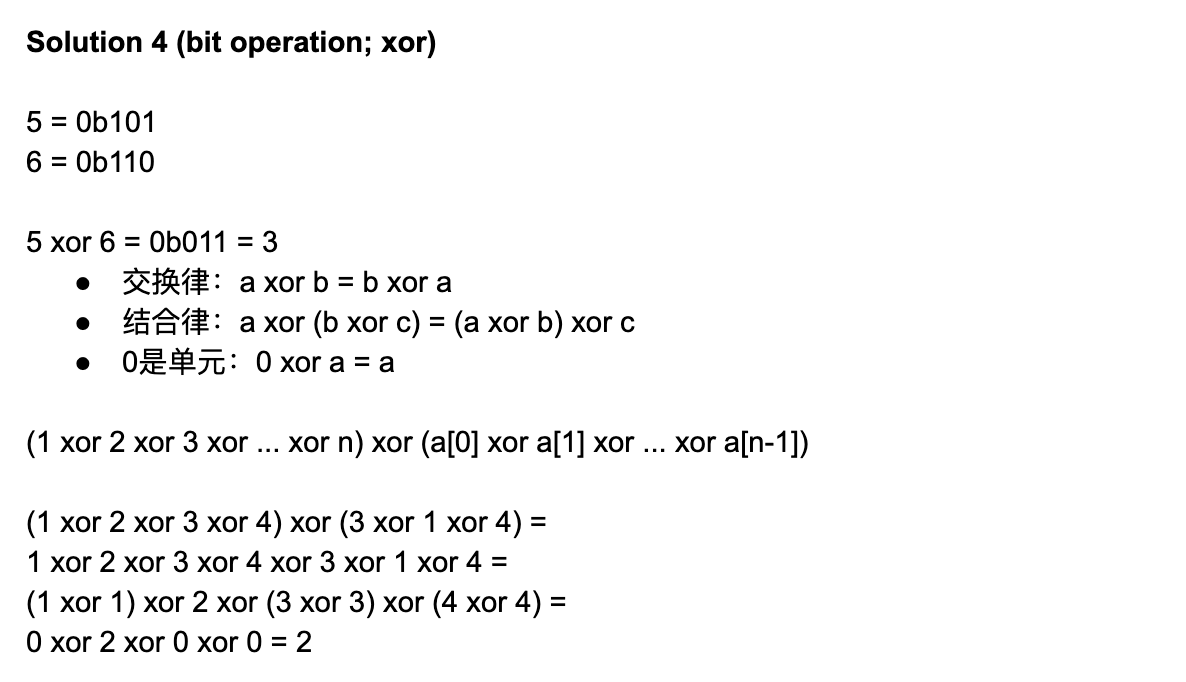 Solution 4 (bit operation; xor)
5 = 0b101
6 = 0b110
5 xor 6 = 0b011 = 3
● 交换律：a xor b = b xor a
● 结合律：a xor (b xor c) = (a xor b) xor c
● 0是单元：0 xor a = a
(1 xor 2 xor 3 xor ... xor n) xor (a[0] xor a[1] xor ... xor a[n-1])
(1 xor 2 xor 3 xor 4) xor (3 xor 1 xor 4) =
1 xor 2 xor 3 xor 4 xor 3 xor 1 xor 4 =
(1 xor 1) xor 2 xor (3 xor 3) xor (4 xor 4) =
0 xor 2 xor 0 xor 0 = 2